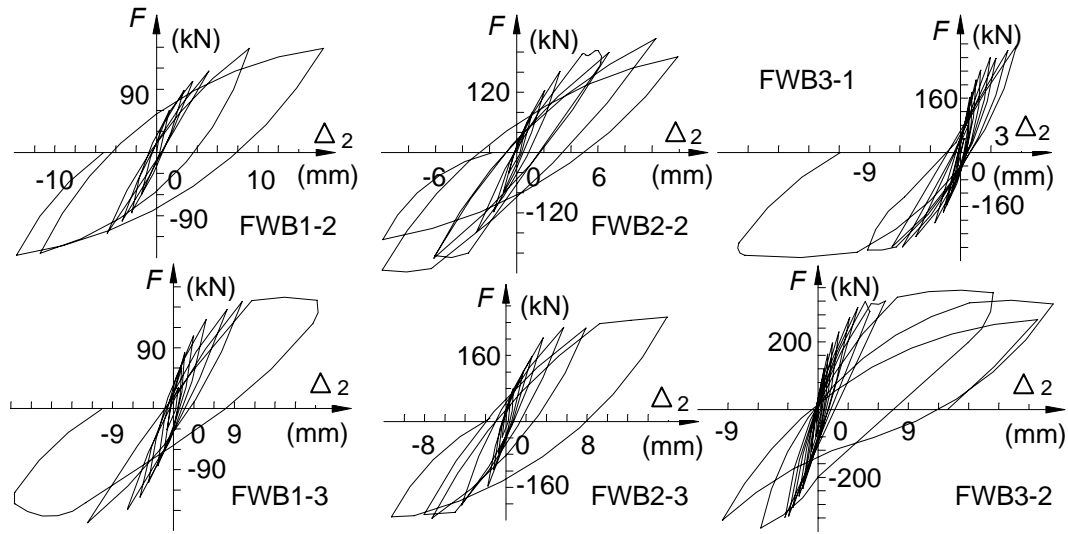 F (kN)
90
Δ2
-10 0 10 (mm)
-90
FWB1-2
F (kN)
120
Δ2
-6 0 6 (mm)
-120
FWB2-2
F (kN)
FWB3-1
160
3 Δ2
-9 0 (mm)
-160
F (kN)
90
Δ2
-9 0 9 (mm)
-90
FWB1-3
F (kN)
160
Δ2
-8 0 8 (mm)
-160
FWB2-3
F (kN)
200
Δ2
-9 0 9 (mm)
-200
FWB3-2